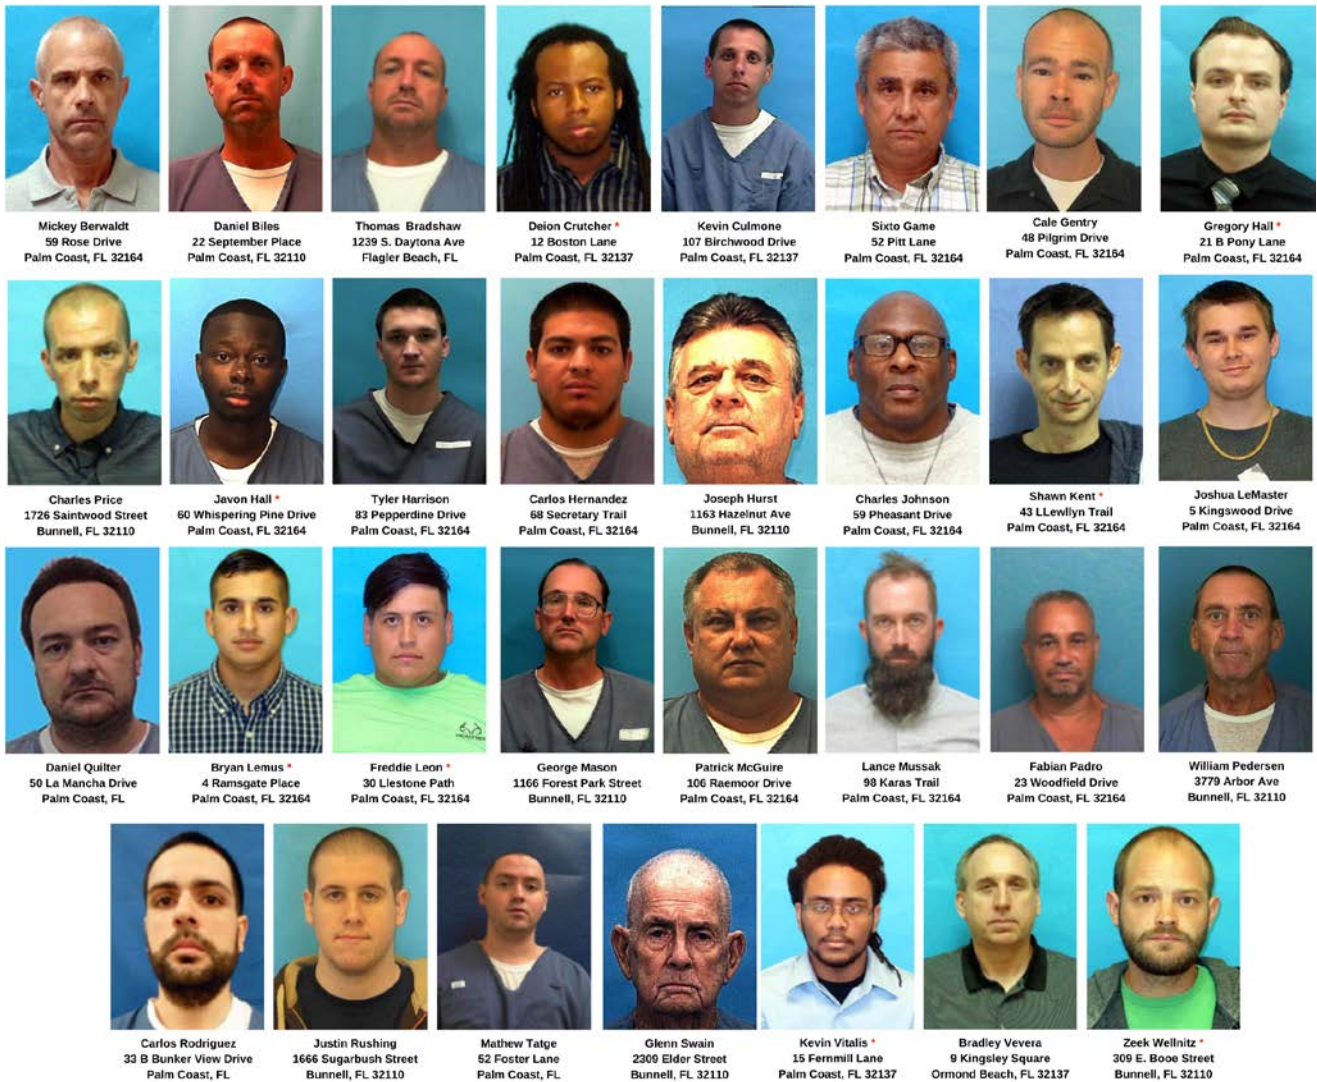 Mickey Berwaldt
59 Rose Drive
Palm Coast, FL 32164
Daniel Biles
22 September Place
Palm Coast, FL 32110
Thomas Bradshaw
1239 S. Daytona Ave
Flagler Beach, FL
Deion Crutcher *
12 Boston Lane
Palm Coast, FL 32137
Kevin Culmone
107 Birchwood Drive
Palm Coast, FL 32137
Sixto Game
52 Pitt Lane
Palm Coast, FL 32164
Cale Gentry
48 Pilgrim Drive
Palm Coast, FL 32164
Gregory Hall *
21 B Pony Lane
Palm Coast, FL 32164
Charles Price
1726 Saintwood Street
Bunnell, FL 32110
Javon Hall *
60 Whispering Pine Drive
Palm Coast, FL 32164
Tyler Harrison
83 Pepperdine Drive
Palm Coast, FL 32164
Carlos Hernandez
68 Secretary Trail
Palm Coast, FL 32164
Joseph Hurst
1163 Hazelnut Ave
Bunnell, FL 32110
Charles Johnson
59 Pheasant Drive
Palm Coast, FL 32164
Shawn Kent *
43 LLewllyn Trail
Palm Coast, FL 32164
Joshua LeMaster
5 Kingswood Drive
Palm Coast, FL 32164
Daniel Quilter
50 La Mancha Drive
Palm Coast, FL
Bryan Lemus *
4 Ramsgate Place
Palm Coast, FL 32164
Freddie Leon *
30 Llestone Path
Palm Coast, FL 32164
George Mason
1166 Forest Park Street
Bunnell, FL 32110
Patrick McGuire
106 Raemoor Drive
Palm Coast, FL 32164
Lance Mussak
98 Karas Trail
Palm Coast, FL 32164
Fabian Padro
23 Woodfield Drive
Palm Coast, FL 32164
William Pedersen
3779 Arbor Ave
Bunnell, FL 32110
Carlos Rodriguez
33 B Bunker View Drive
Palm Coast, FL
Justin Rushing
1666 Sugarbush Street
Bunnell, FL 32110
Mathew Tatge
52 Foster Lane
Palm Coast, FL
Glenn Swain
2309 Elder Street
Bunnell, FL 32110
Kevin Vitalis *
15 Fernmill Lane
Palm Coast, FL 32137
Bradley Vevera
9 Kingsley Square
Ormond Beach, FL 32137
Zeek Wellnitz *
309 E. Booe Street
Bunnell, FL 32110